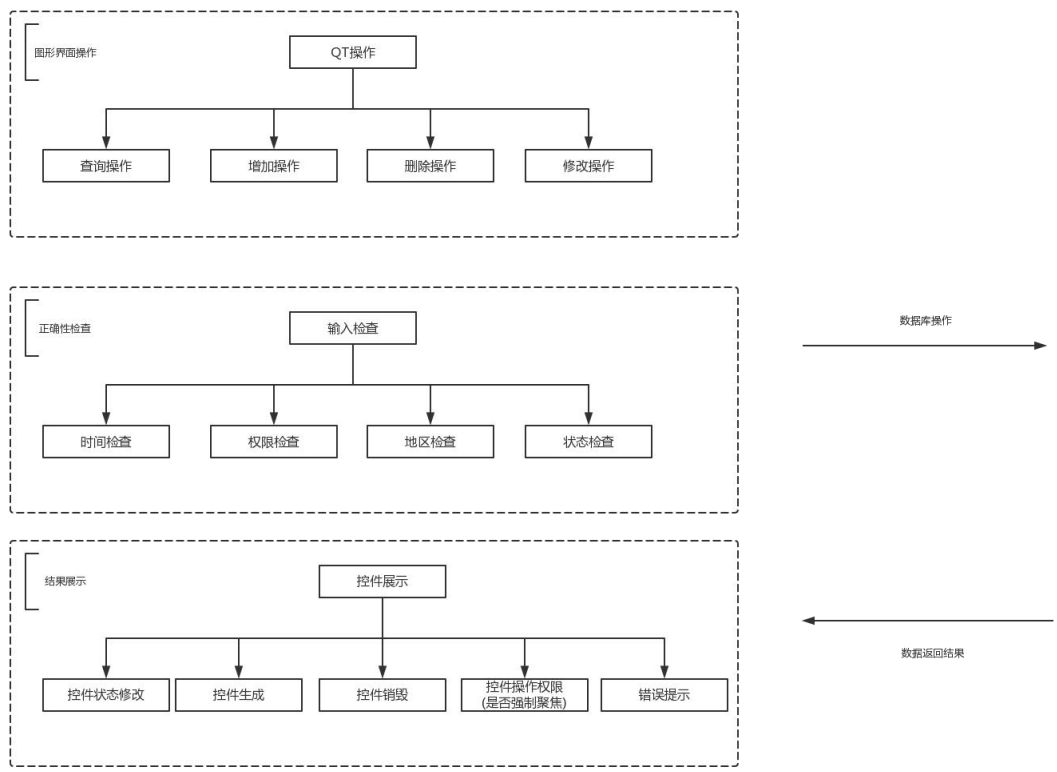 图形界面操作
QT操作
查询操作
增加操作
删除操作
修改操作
正确性检查
输入检查
数据库操作
时间检查
权限检查
地区检查
状态检查
结果展示
控件展示
数据返回结果
控件状态修改
控件生成
控件销毁
控件操作权限
(是否强制聚焦)
错误提示